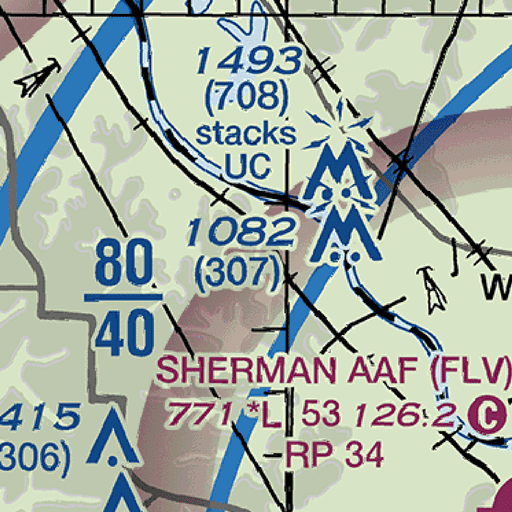 1493
(708)
stacks
UC
1082
(307)
80
40
W
SHERMAN AAF (FLV)
771 *L 53 126.2 C
RP 34
415
306)